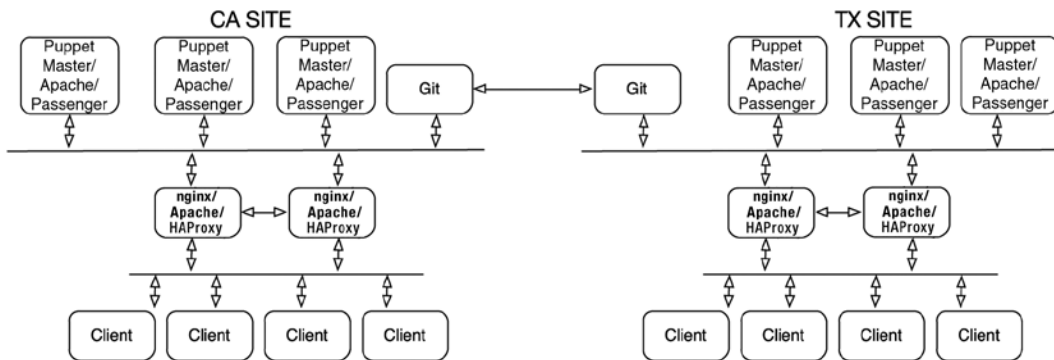 CA SITE
Puppet
Master/
Apache/
Passenger
Puppet
Master/
Apache/
Passenger
Puppet
Master/
Apache/
Passenger
Git
nginx/
Apache/
HAProxy
nginx/
Apache/
HAProxy
Client
Client
Client
Client
TX SITE
Git
Puppet
Master/
Apache/
Passenger
Puppet
Master/
Apache/
Passenger
Puppet
Master/
Apache/
Passenger
nginx/
Apache/
HAProxy
nginx/
Apache/
HAProxy
Client
Client
Client
Client